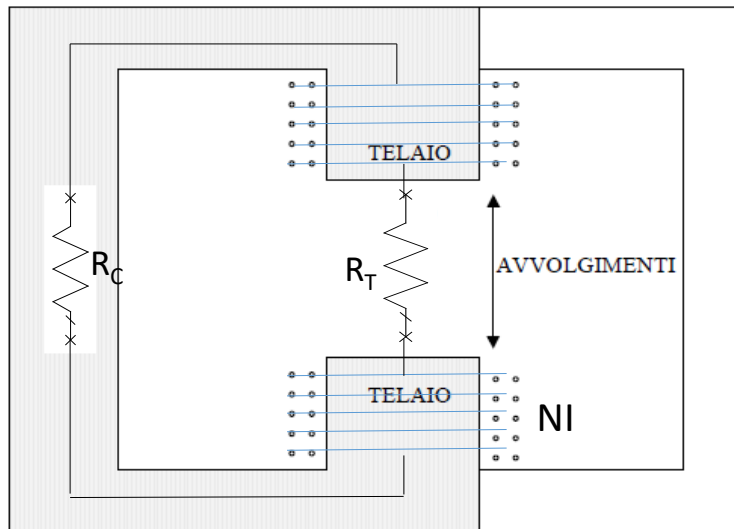 TELAIO
R_C
R_T
AVVOLGIMENTI
TELAIO
NI